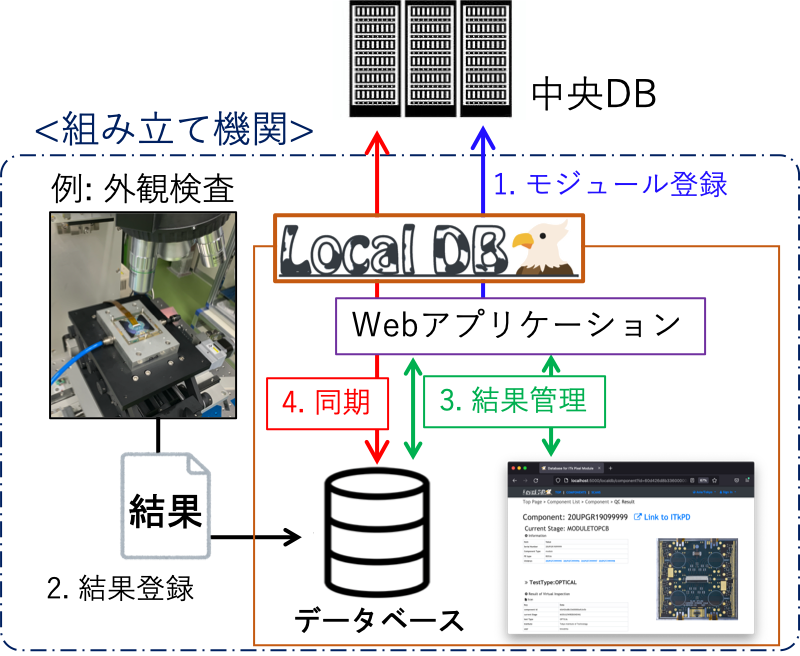 中央DB
<組み立て機関>
例: 外観検査
1. モジュール登録
Local DB
Webアプリケーション
4. 同期
3. 結果管理
結果
2. 結果登録
データベース
Database for ITk Pixel Module
Top Page > Component List > Component > QC Result
Component: 20UPGR19099999 Link to ITkPD
Current Stage: MODULETOPCB
Information
TestType:OPTICAL
Result of Virtual Inspection